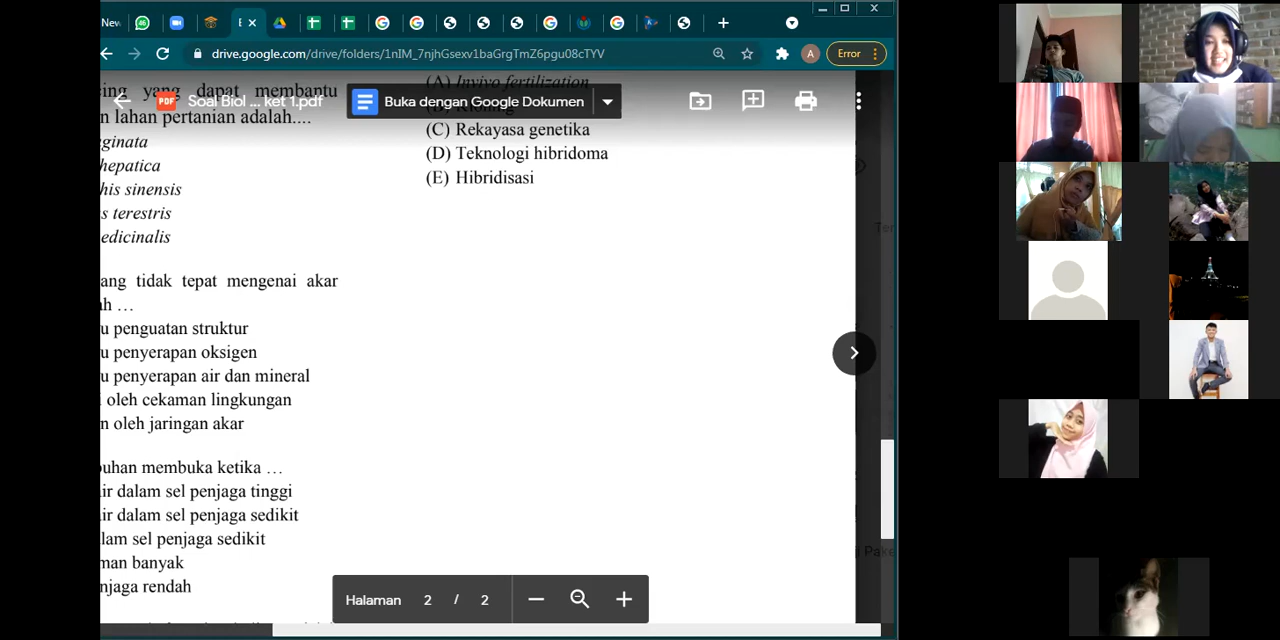 New
46
drive.google.com/drive/folders/1nIM_7njhGsexv1baGrgTmZ6pgu08cTYV
A
Error
PDF
Soal Biol ... ket 1.pdf
Buka dengan Google Dokumen
cing yang dapat membantu
n lahan pertanian adalah....
ginata
hepatica
his sinensis
s terestris
edicinalis
ang tidak tepat mengenai akar
ah …
u penguatan struktur
u penyerapan oksigen
u penyerapan air dan mineral
oleh cekaman lingkungan
n oleh jaringan akar
buhan membuka ketika …
ir dalam sel penjaga tinggi
ir dalam sel penjaga sedikit
lam sel penjaga sedikit
man banyak
njaga rendah
(A) Invivo fertilization
(C) Rekayasa genetika
(D) Teknologi hibridoma
(E) Hibridisasi
Halaman 2 / 2